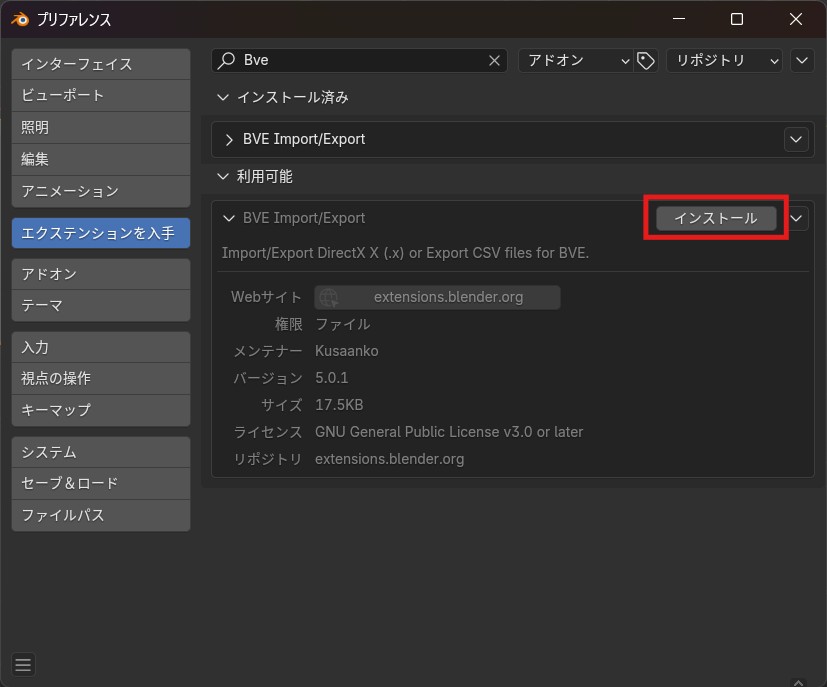 プリファレンス
インターフェイス
ビューポート
照明
編集
アニメーション
エクステンションを入手
アドオン
テーマ
入力
視点の操作
キーマップ
システム
セーブ＆ロード
ファイルパス
Bve
アドオン
リポジトリ
インストール済み
BVE Import/Export
利用可能
BVE Import/Export インストール
Import/Export DirectX X (.x) or Export CSV files for BVE.
Webサイト extensions.blender.org
権限 ファイル
メンテナー Kusaanko
バージョン 5.0.1
サイズ 17.5KB
ライセンス GNU General Public License v3.0 or later
リポジトリ extensions.blender.org